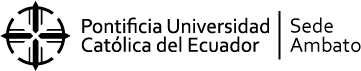 Pontificia Universidad
Católica del Ecuador
Sede
Ambato